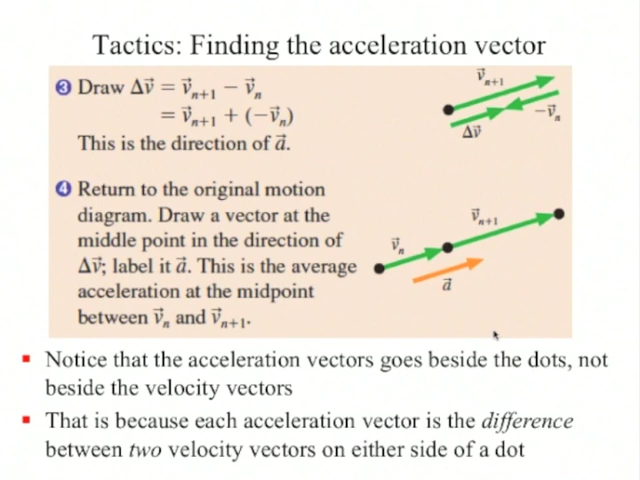 Tactics: Finding the acceleration vector
❸ Draw Δv⃗ = v⃗ₙ₊₁ − v⃗ₙ
= v⃗ₙ₊₁ + (−v⃗ₙ)
This is the direction of a⃗.
v⃗ₙ₊₁
−v⃗ₙ
Δv⃗
❹ Return to the original motion
diagram. Draw a vector at the
middle point in the direction of
Δv⃗; label it a⃗. This is the average
acceleration at the midpoint
between v⃗ₙ and v⃗ₙ₊₁.
v⃗ₙ₊₁
v⃗ₙ
a⃗
▪ Notice that the acceleration vectors goes beside the dots, not
beside the velocity vectors
▪ That is because each acceleration vector is the difference
between two velocity vectors on either side of a dot